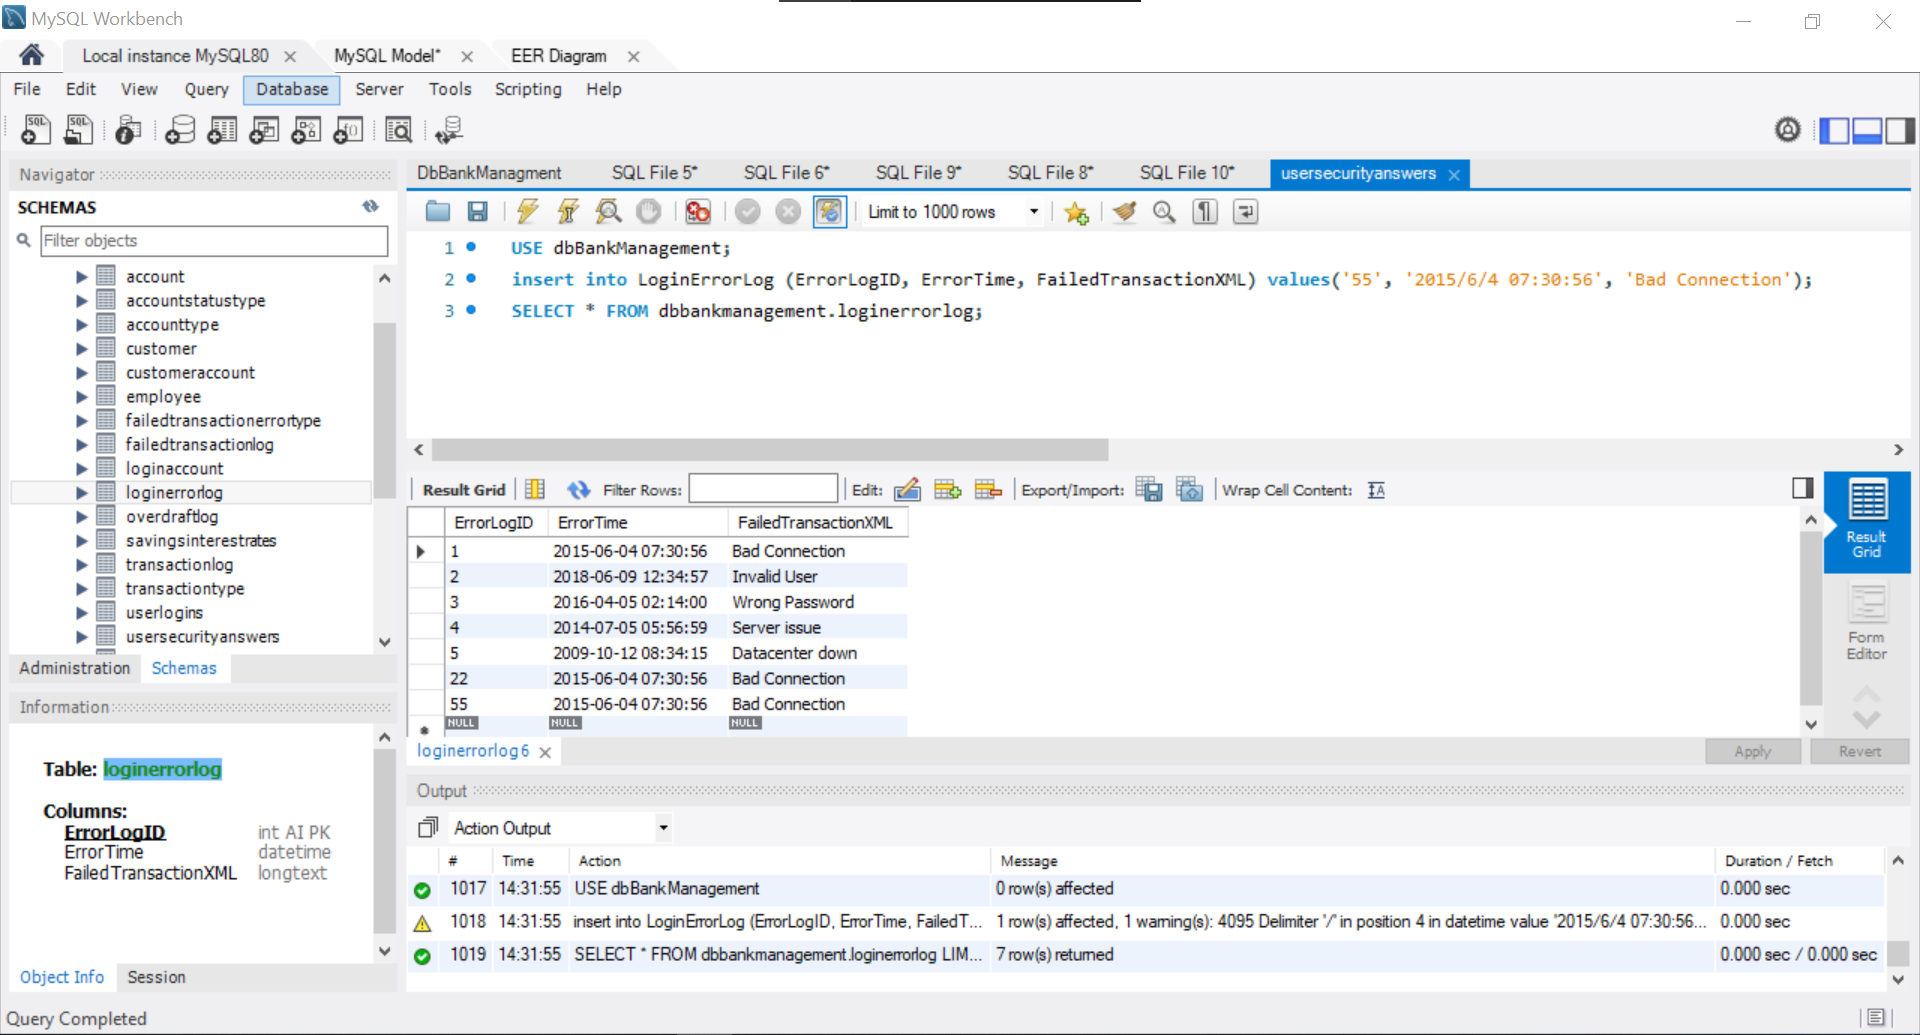 MySQL Workbench
Local instance MySQL80 MySQL Model* EER Diagram
File Edit View Query Database Server Tools Scripting Help
Navigator
SCHEMAS
Filter objects
account
accountstatustype
accounttype
customer
customeraccount
employee
failedtransactionerrortype
failedtransactionlog
loginaccount
loginerrorlog
overdraftlog
savingsinterestrates
transactionlog
transactiontype
userlogins
usersecurityanswers
Administration Schemas
Information
Table: loginerrorlog
Columns:
ErrorLogID int AI PK
ErrorTime datetime
FailedTransactionXML longtext
Object Info Session
DbBankManagment SQL File 5* SQL File 6* SQL File 9* SQL File 8* SQL File 10* usersecurityanswers
Limit to 1000 rows
1 USE dbBankManagement;
2 insert into LoginErrorLog (ErrorLogID, ErrorTime, FailedTransactionXML) values('55', '2015/6/4 07:30:56', 'Bad Connection');
3 SELECT * FROM dbbankmanagement.loginerrorlog;
Result Grid Filter Rows: Edit: Export/Import: Wrap Cell Content:
ErrorLogID ErrorTime FailedTransactionXML
1 2015-06-04 07:30:56 Bad Connection
2 2018-06-09 12:34:57 Invalid User
3 2016-04-05 02:14:00 Wrong Password
4 2014-07-05 05:56:59 Server issue
5 2009-10-12 08:34:15 Datacenter down
22 2015-06-04 07:30:56 Bad Connection
55 2015-06-04 07:30:56 Bad Connection
NULL NULL NULL
Result
Grid
Form
Editor
loginerrorlog6 Apply Revert
Output
Action Output
# Time Action Message Duration / Fetch
1017 14:31:55 USE dbBankManagement 0 row(s) affected 0.000 sec
1018 14:31:55 insert into LoginErrorLog (ErrorLogID, ErrorTime, FailedT... 1 row(s) affected, 1 warning(s): 4095 Delimiter '/' in position 4 in datetime value '2015/6/4 07:30:56... 0.000 sec
1019 14:31:55 SELECT * FROM dbbankmanagement.loginerrorlog LIM... 7 row(s) returned 0.000 sec / 0.000 sec
Query Completed